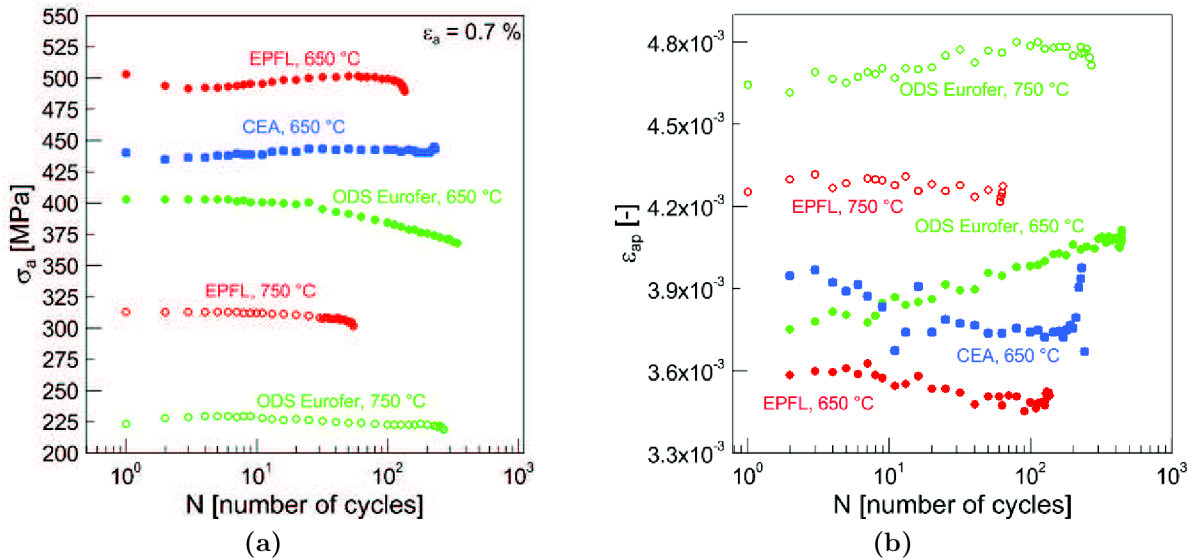 550
525
500
475
450
425
400
375
350
325
300
275
250
225
200
σa [MPa]
εa = 0.7 %
EPFL, 650 °C
CEA, 650 °C
ODS Eurofer, 650 °C
EPFL, 750 °C
ODS Eurofer, 750 °C
10⁰ 10¹ 10² 10³
N [number of cycles]
(a)
4.8x10⁻³
4.5x10⁻³
4.2x10⁻³
3.9x10⁻³
3.6x10⁻³
3.3x10⁻³
εap [-]
ODS Eurofer, 750 °C
EPFL, 750 °C
ODS Eurofer, 650 °C
CEA, 650 °C
EPFL, 650 °C
10⁰ 10¹ 10² 10³
N [number of cycles]
(b)